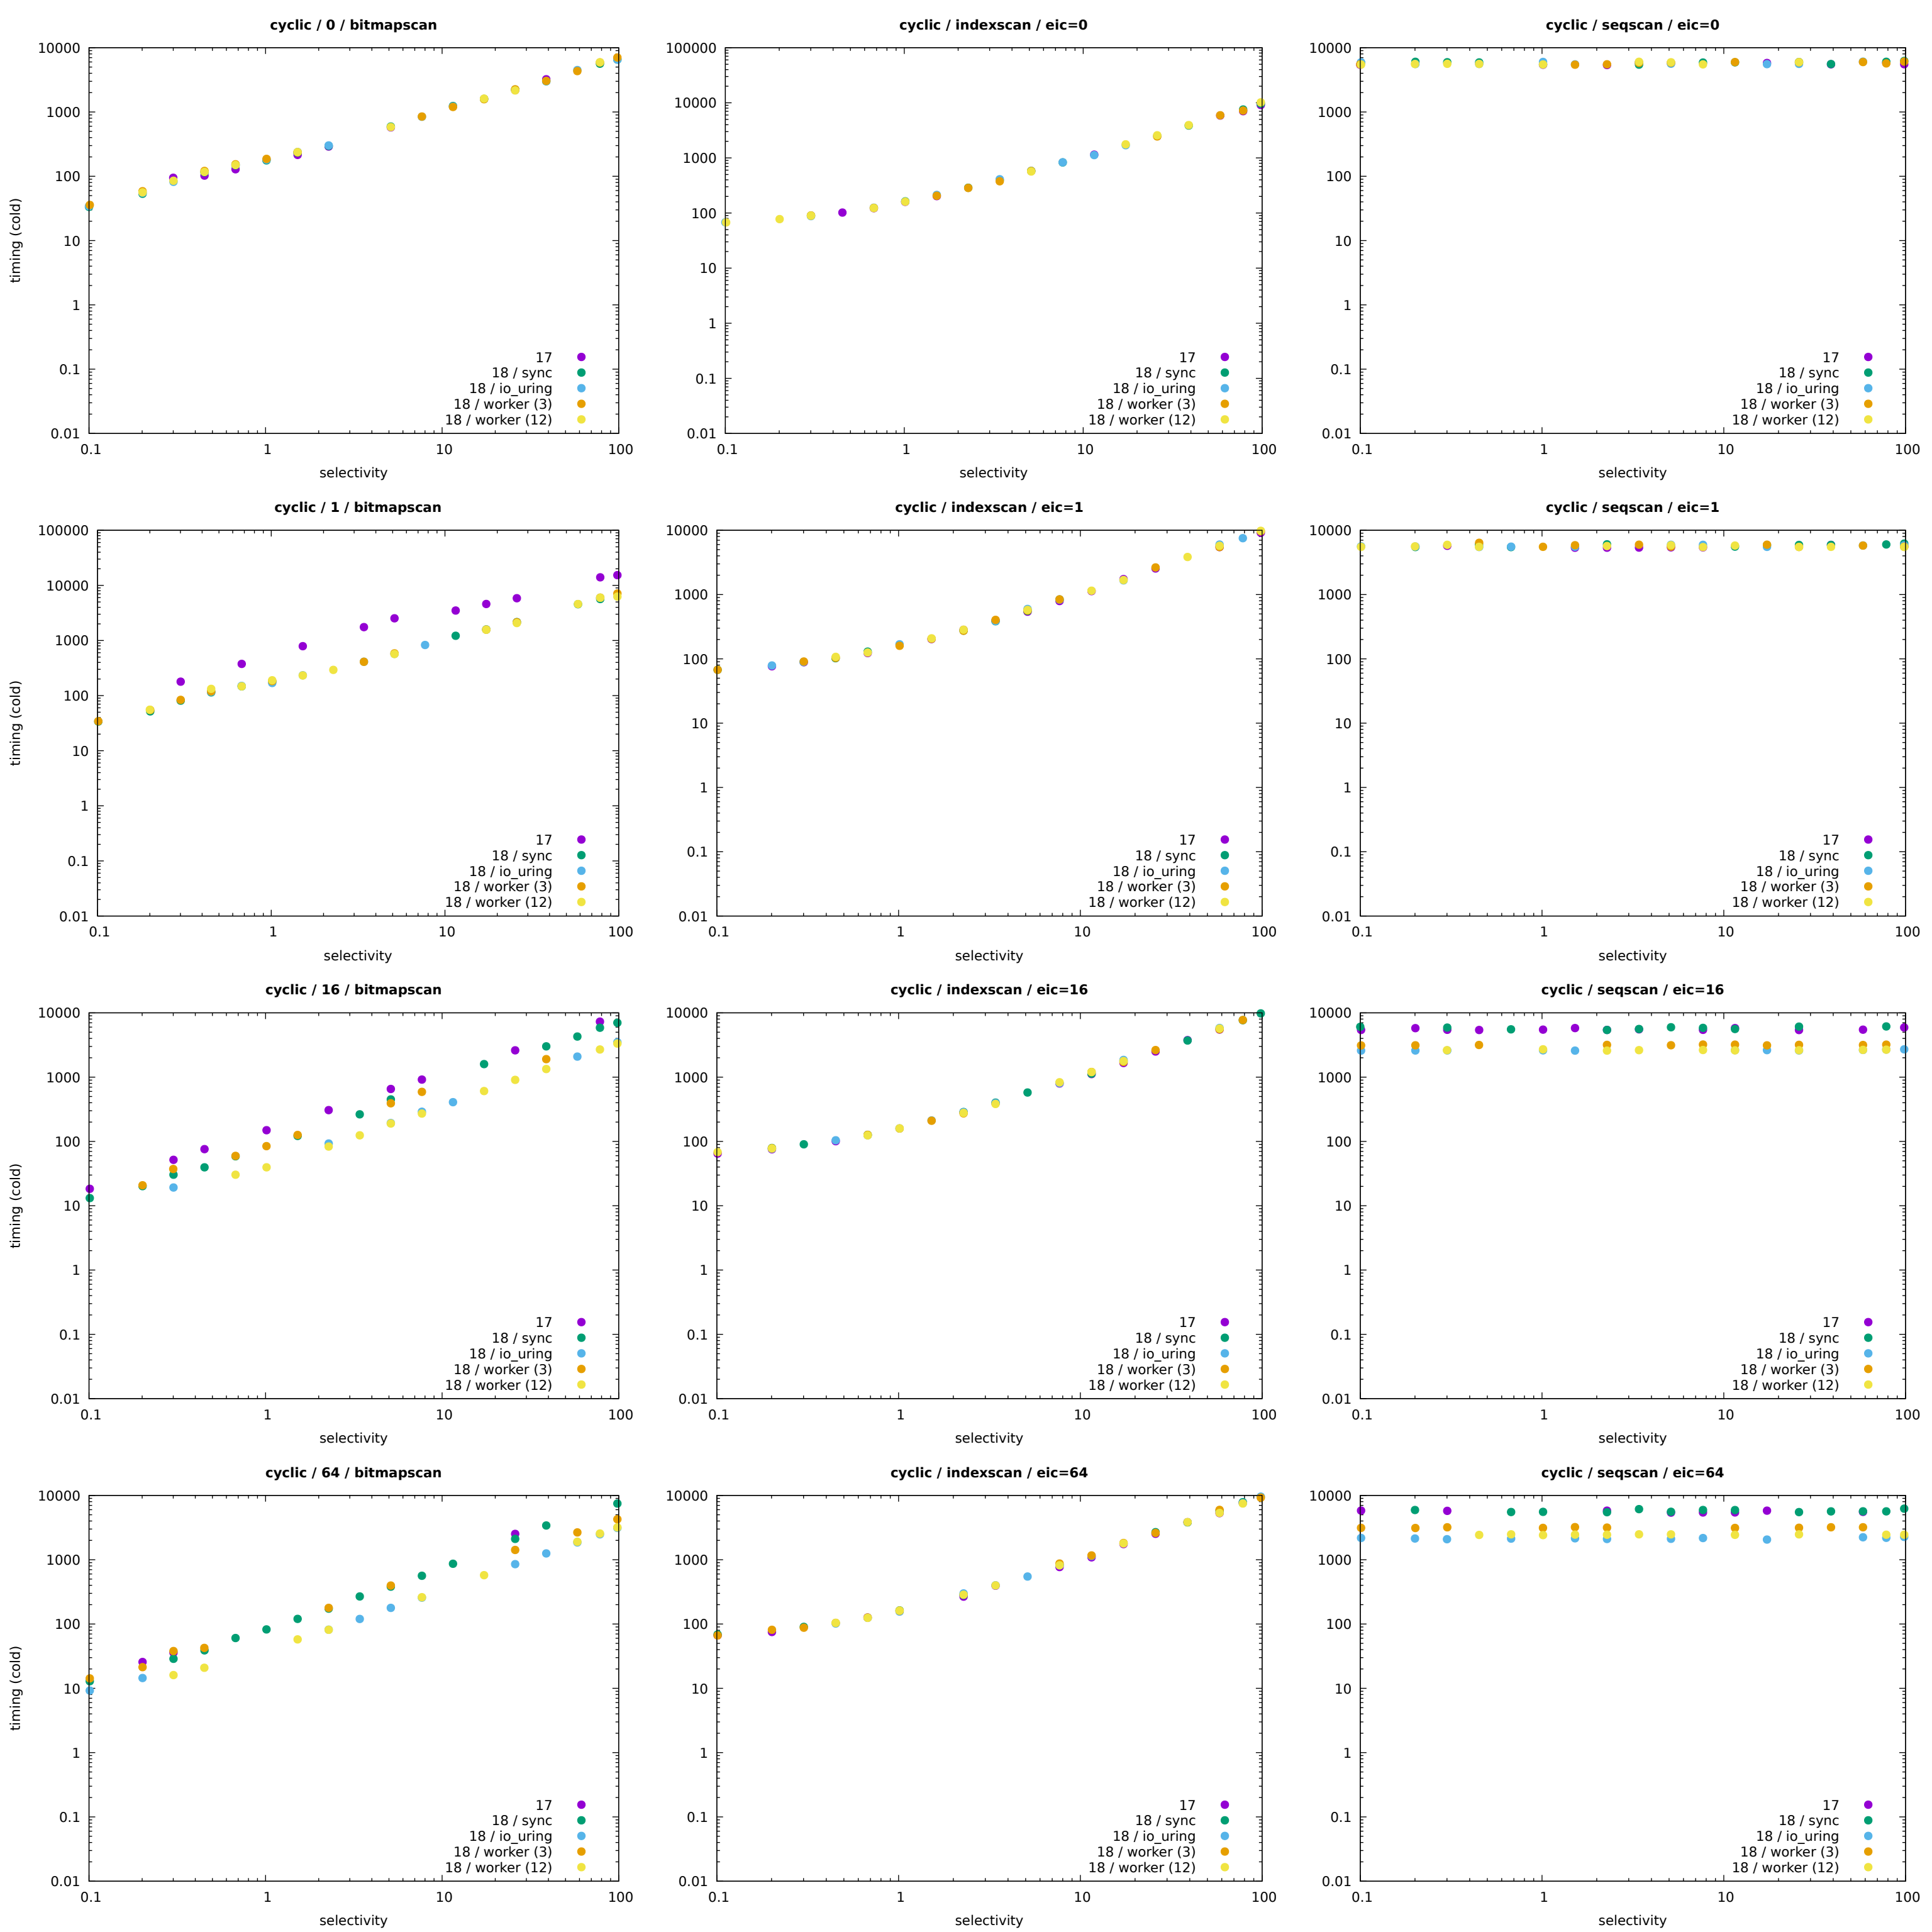 cyclic / 0 / bitmapscan
10000
1000
100
10
1
0.1
0.01
timing (cold)
17
18 / sync
18 / io_uring
18 / worker (3)
18 / worker (12)
0.1 1 10 100
selectivity
cyclic / indexscan / eic=0
100000
10000
1000
100
10
1
0.1
0.01
17
18 / sync
18 / io_uring
18 / worker (3)
18 / worker (12)
0.1 1 10 100
selectivity
cyclic / seqscan / eic=0
10000
1000
100
10
1
0.1
0.01
17
18 / sync
18 / io_uring
18 / worker (3)
18 / worker (12)
0.1 1 10 100
selectivity
cyclic / 1 / bitmapscan
100000
10000
1000
100
10
1
0.1
0.01
timing (cold)
17
18 / sync
18 / io_uring
18 / worker (3)
18 / worker (12)
0.1 1 10 100
selectivity
cyclic / indexscan / eic=1
10000
1000
100
10
1
0.1
0.01
17
18 / sync
18 / io_uring
18 / worker (3)
18 / worker (12)
0.1 1 10 100
selectivity
cyclic / seqscan / eic=1
10000
1000
100
10
1
0.1
0.01
17
18 / sync
18 / io_uring
18 / worker (3)
18 / worker (12)
0.1 1 10 100
selectivity
cyclic / 16 / bitmapscan
10000
1000
100
10
1
0.1
0.01
timing (cold)
17
18 / sync
18 / io_uring
18 / worker (3)
18 / worker (12)
0.1 1 10 100
selectivity
cyclic / indexscan / eic=16
10000
1000
100
10
1
0.1
0.01
17
18 / sync
18 / io_uring
18 / worker (3)
18 / worker (12)
0.1 1 10 100
selectivity
cyclic / seqscan / eic=16
10000
1000
100
10
1
0.1
0.01
17
18 / sync
18 / io_uring
18 / worker (3)
18 / worker (12)
0.1 1 10 100
selectivity
cyclic / 64 / bitmapscan
10000
1000
100
10
1
0.1
0.01
timing (cold)
17
18 / sync
18 / io_uring
18 / worker (3)
18 / worker (12)
0.1 1 10 100
selectivity
cyclic / indexscan / eic=64
10000
1000
100
10
1
0.1
0.01
17
18 / sync
18 / io_uring
18 / worker (3)
18 / worker (12)
0.1 1 10 100
selectivity
cyclic / seqscan / eic=64
10000
1000
100
10
1
0.1
0.01
17
18 / sync
18 / io_uring
18 / worker (3)
18 / worker (12)
0.1 1 10 100
selectivity